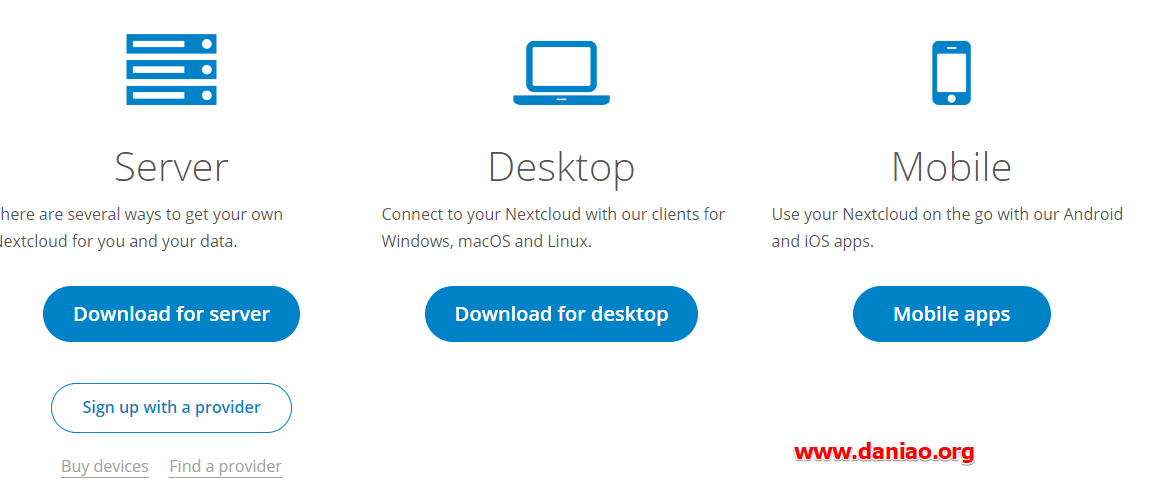 Server
here are several ways to get your own
Nextcloud for you and your data.
Download for server
Sign up with a provider
Buy devices Find a provider
Desktop
Connect to your Nextcloud with our clients for
Windows, macOS and Linux.
Download for desktop
Mobile
Use your Nextcloud on the go with our Android
and iOS apps.
Mobile apps
www.daniao.org